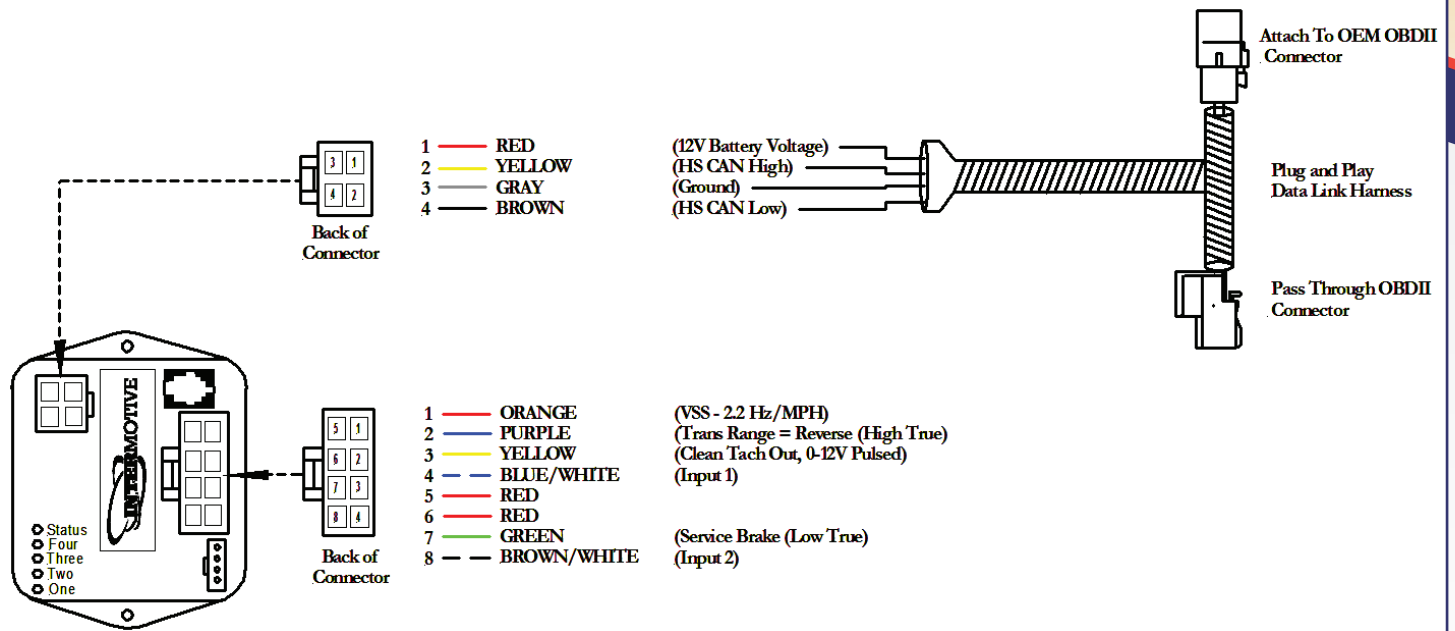 Attach To OEM OBDII
Connector
3 1
4 2
Back of
Connector
1 RED (12V Battery Voltage)
2 YELLOW (HS CAN High)
3 GRAY (Ground)
4 BROWN (HS CAN Low)
Plug and Play
Data Link Harness
Pass Through OBDII
Connector
INTERMOTIVE
Status
Four
Three
Two
One
5 1
6 2
7 3
8 4
Back of
Connector
1 ORANGE (VSS - 2.2 Hz/MPH)
2 PURPLE (Trans Range = Reverse (High True)
3 YELLOW (Clean Tach Out, 0-12V Pulsed)
4 BLUE/WHITE (Input 1)
5 RED
6 RED
7 GREEN (Service Brake (Low True)
8 BROWN/WHITE (Input 2)